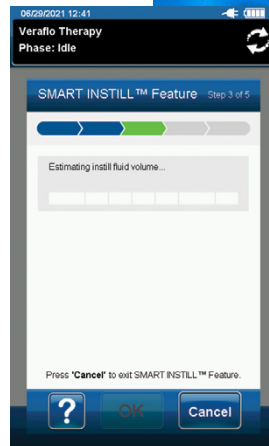 06/29/2021 12:41
Veraflo Therapy
Phase: Idle
SMART INSTILL™ Feature Step 3 of 5
Estimating instill fluid volume...
Press "Cancel" to exit SMART INSTILL™ Feature.
? OK Cancel